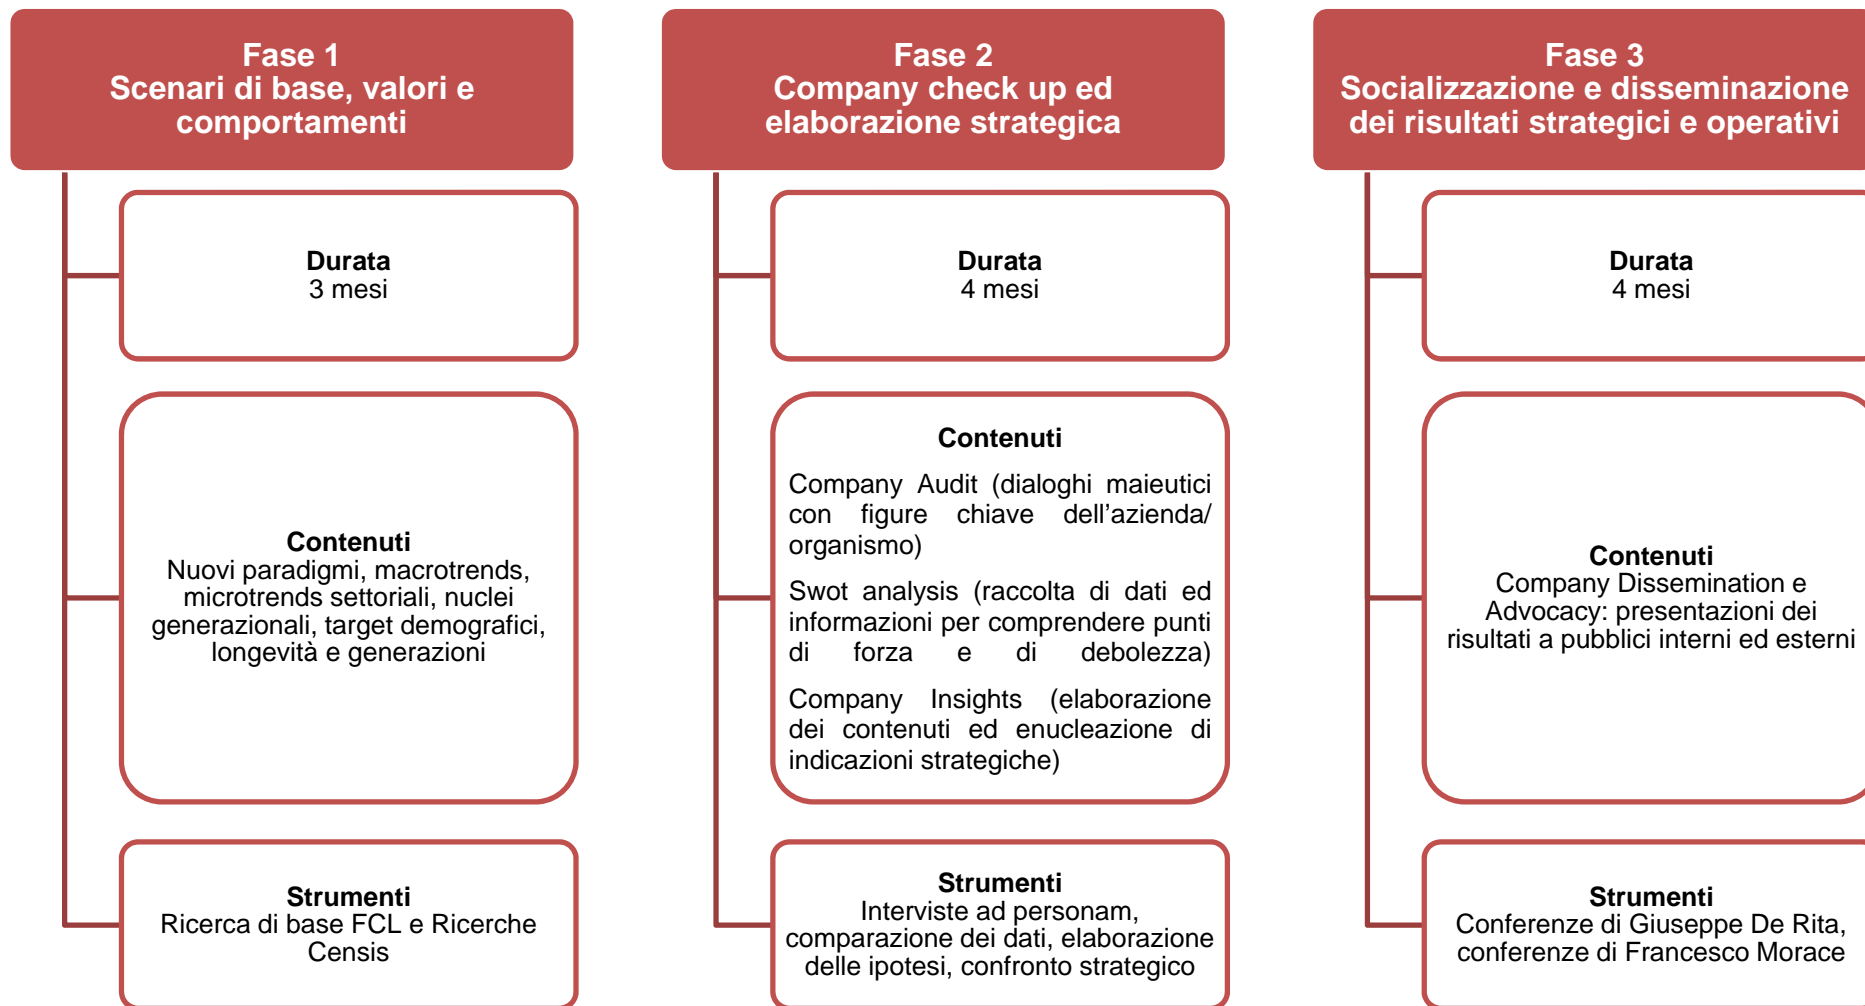 Fase 1
Scenari di base, valori e
comportamenti
Durata
3 mesi
Contenuti
Nuovi paradigmi, macrotrends,
microtrends settoriali, nuclei
generazionali, target demografici,
longevità e generazioni
Strumenti
Ricerca di base FCL e Ricerche
Censis
Fase 2
Company check up ed
elaborazione strategica
Durata
4 mesi
Contenuti
Company Audit (dialoghi maieutici
con figure chiave dell’azienda/
organismo)
Swot analysis (raccolta di dati ed
informazioni per comprendere punti
di forza e di debolezza)
Company Insights (elaborazione
dei contenuti ed enucleazione di
indicazioni strategiche)
Strumenti
Interviste ad personam,
comparazione dei dati, elaborazione
delle ipotesi, confronto strategico
Fase 3
Socializzazione e disseminazione
dei risultati strategici e operativi
Durata
4 mesi
Contenuti
Company Dissemination e
Advocacy: presentazioni dei
risultati a pubblici interni ed esterni
Strumenti
Conferenze di Giuseppe De Rita,
conferenze di Francesco Morace